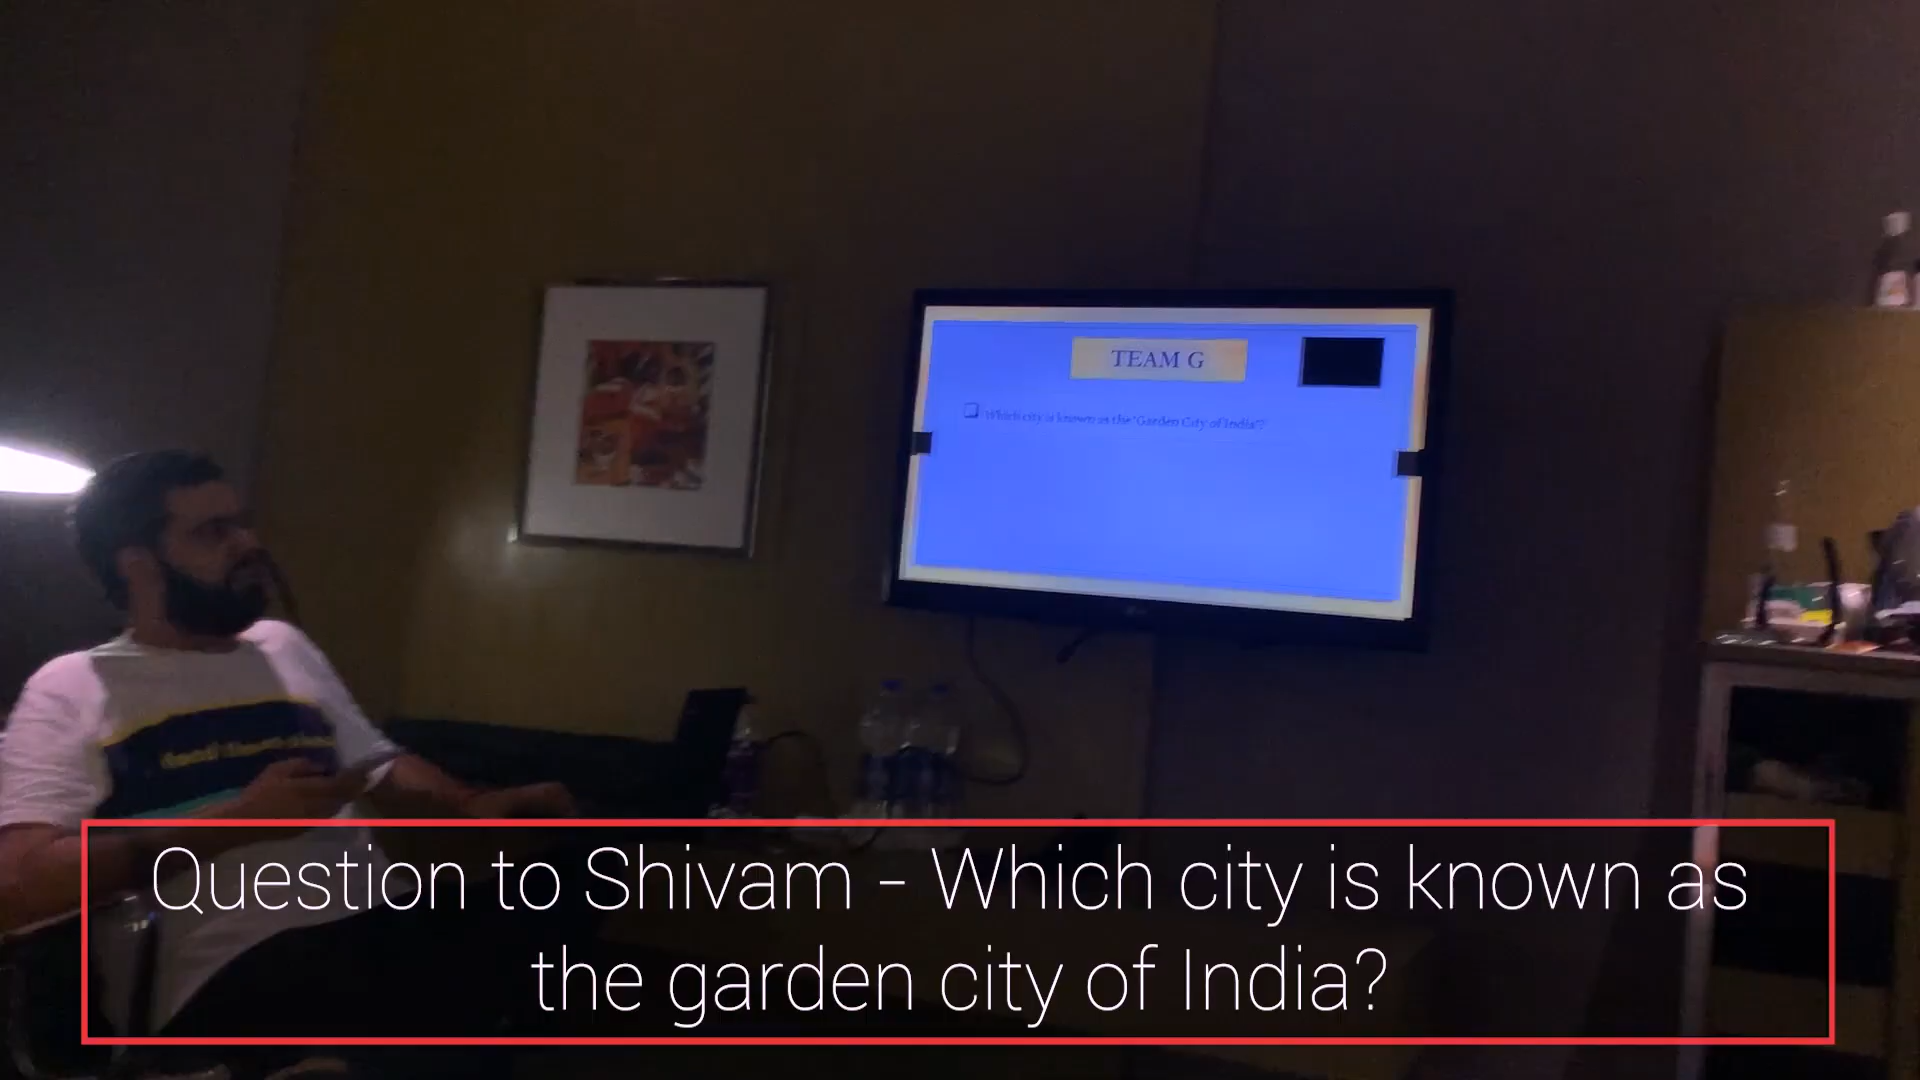 TEAM G
Which city is known as the 'Garden City of India'?
Question to Shivam - Which city is known as
the garden city of India?